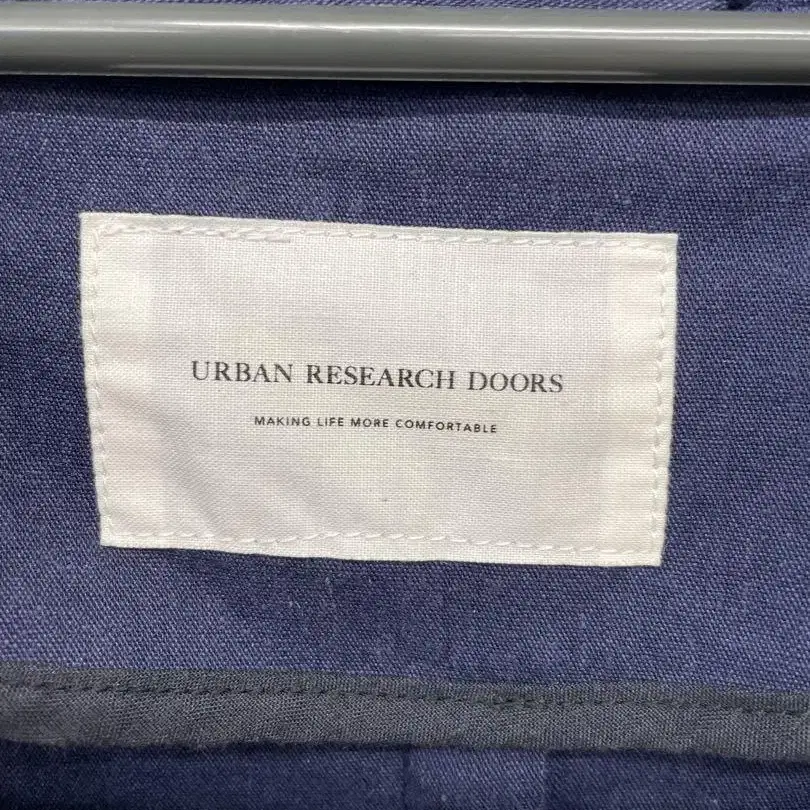 URBAN RESEARCH DOORS
MAKING LIFE MORE COMFORTABLE